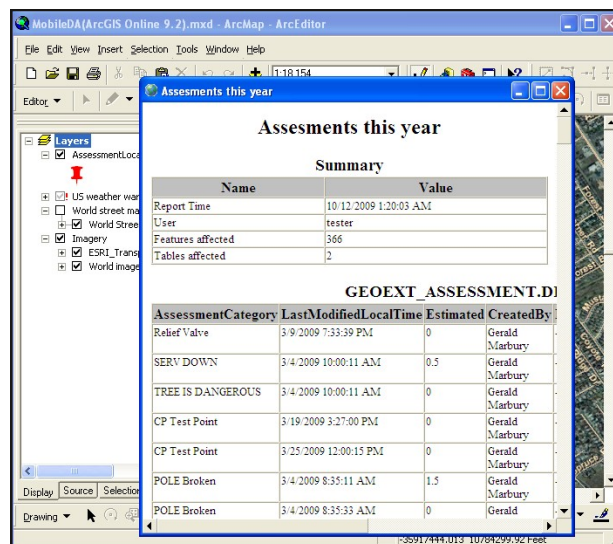 MobileDA(ArcGIS Online 9.2).mxd - ArcMap - ArcEditor
File Edit View Insert Selection Tools Window Help
1:18,154
Editor
Assesments this year
Layers
AssessmentLoca
US weather war
World street ma
World Stree
Imagery
ESRI_Transp
World image
Display Source Selection
Drawing
Assesments this year
Summary
Name Value
Report Time 10/12/2009 1:20:03 AM
User tester
Features affected 366
Tables affected 2
GEOEXT_ASSESSMENT.D
AssessmentCategory LastModifiedLocalTime Estimated CreatedBy
Relief Valve 3/9/2009 7:33:39 PM 0 Gerald Marbury
SERV DOWN 3/4/2009 10:00:11 AM 0.5 Gerald Marbury
TREE IS DANGEROUS 3/4/2009 10:00:11 AM 0 Gerald Marbury
CP Test Point 3/19/2009 3:27:00 PM 0 Gerald Marbury
CP Test Point 3/25/2009 12:00:15 PM 0 Gerald Marbury
POLE Broken 3/4/2009 8:35:11 AM 1.5 Gerald Marbury
POLE Broken 3/4/2009 8:35:33 AM 0 Gerald
-35917444.013 10784299.92 Feet